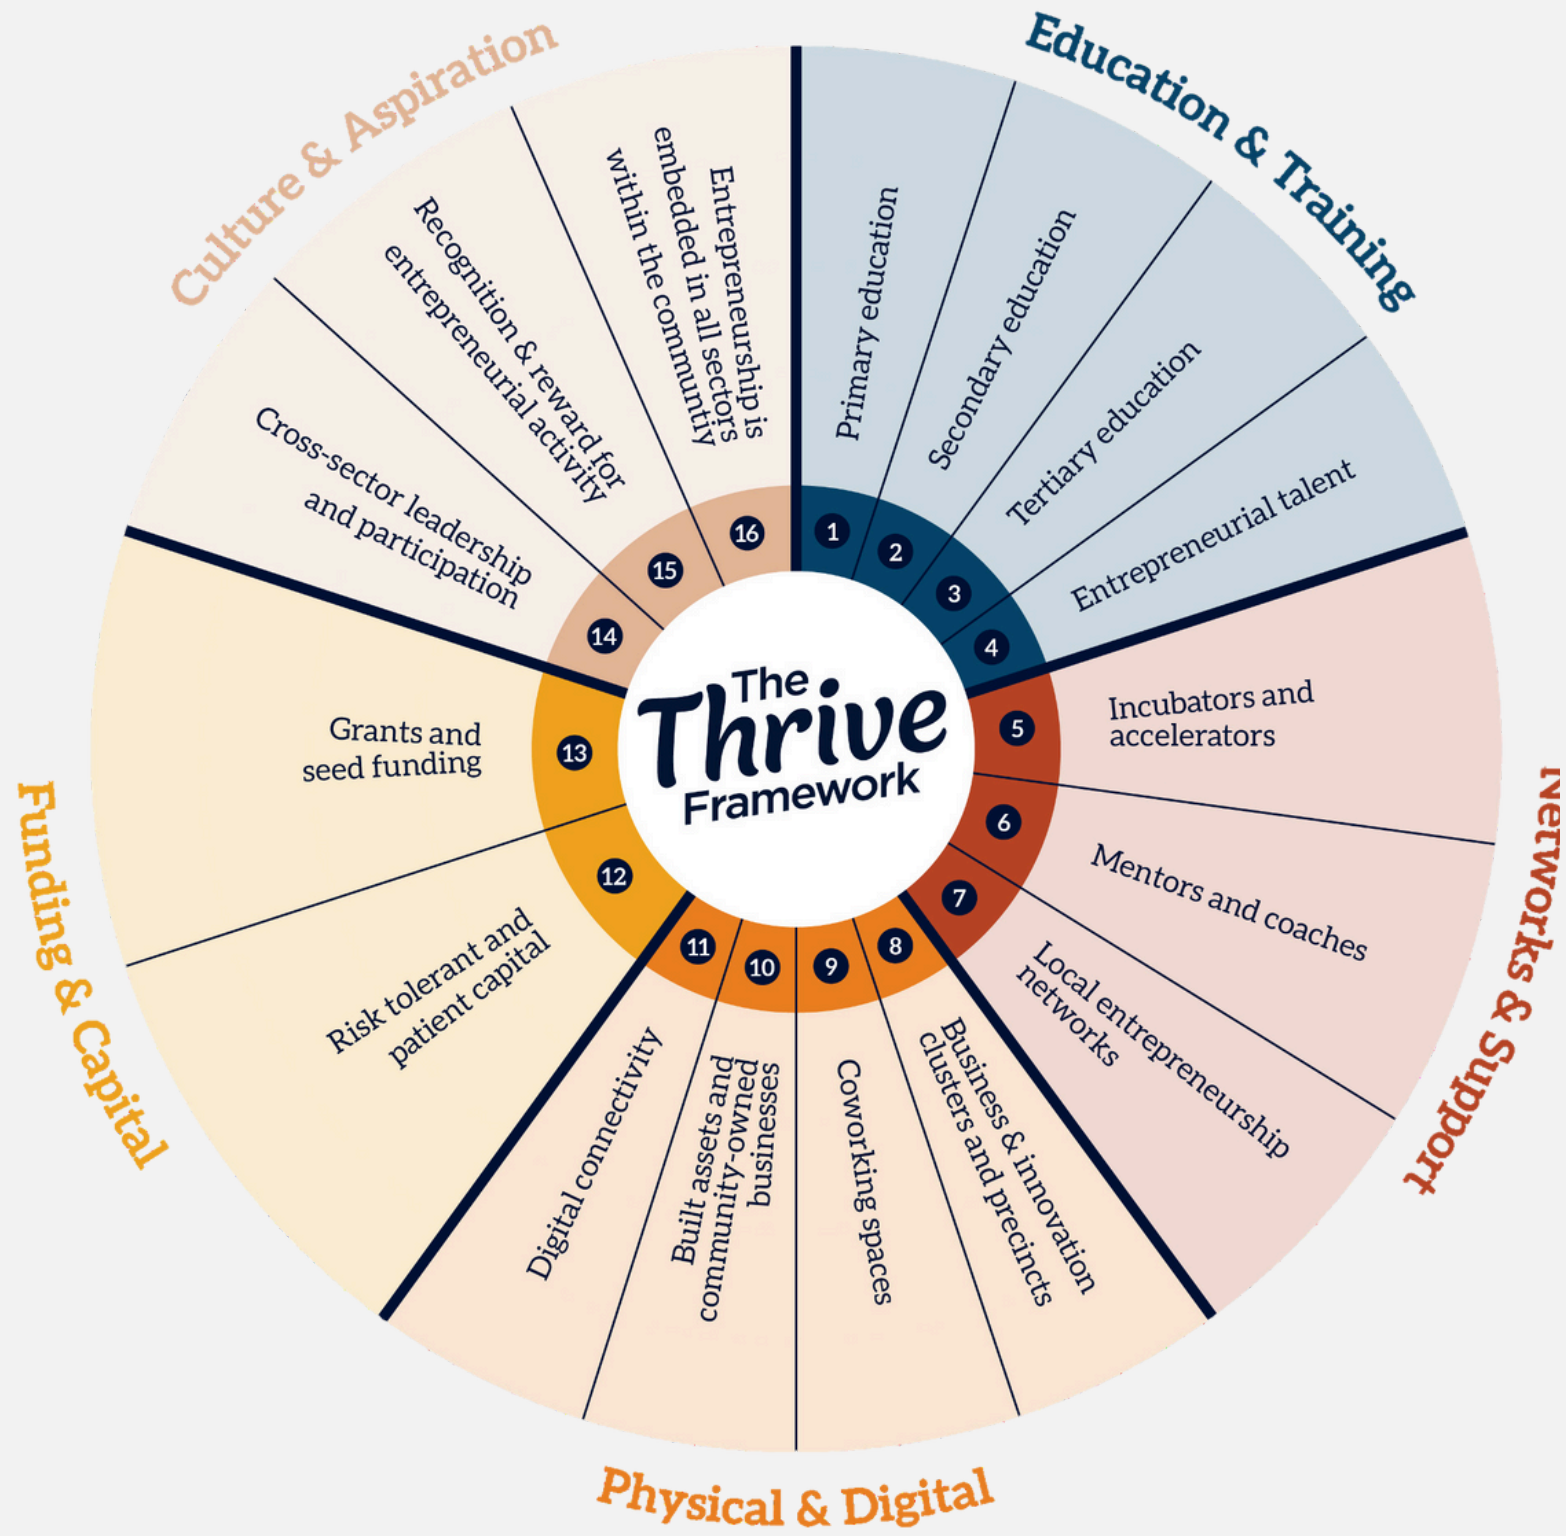 The
Thrive
Framework
Education & Training
1
Primary education
2
Secondary education
3
Tertiary education
4
Entrepreneurial talent
Networks & Support
5
Incubators and
accelerators
6
Mentors and coaches
7
Local entrepreneurship
networks
Physical & Digital
8
Business & innovation
clusters and precincts
9
Coworking spaces
10
Built assets and
community-owned
businesses
11
Digital connectivity
Funding & Capital
12
Risk tolerant and
patient capital
13
Grants and
seed funding
Culture & Aspiration
14
Cross-sector leadership
and participation
15
Recognition & reward for
entrepreneurial activity
16
Entrepreneurship is
embedded in all sectors
within the communtiy